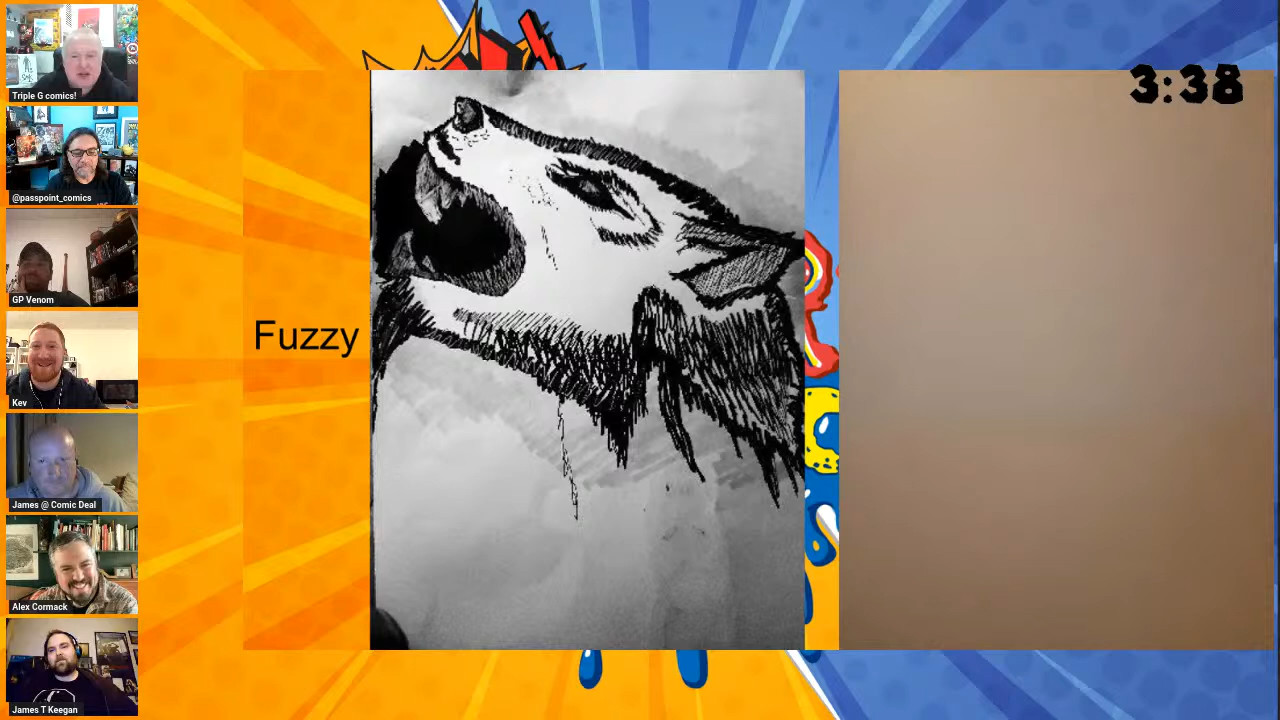 Triple G comics!
@passpoint_comics
GP Venom
Kev
James @ Comic Deal
Alex Cormack
James T Keegan
Fuzzy
3:38